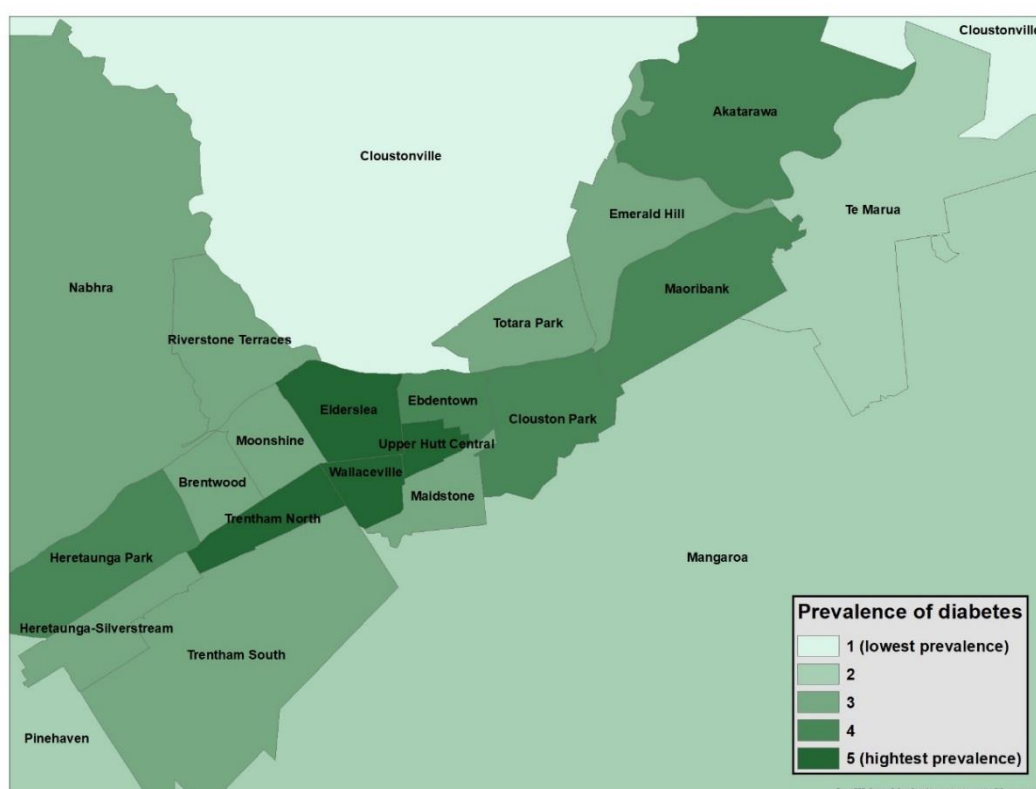 Cloustonville
Cloustonville
Akatarawa
Emerald Hill
Te Marua
Nabhra
Maoribank
Totara Park
Riverstone Terraces
Ebdentown
Elderslea
Clouston Park
Moonshine
Upper Hutt Central
Wallaceville
Brentwood
Maidstone
Trentham North
Heretaunga Park
Mangaroa
Heretaunga-Silverstream
Trentham South
Pinehaven
Prevalence of diabetes
1 (lowest prevalence)
2
3
4
5 (highest prevalence)